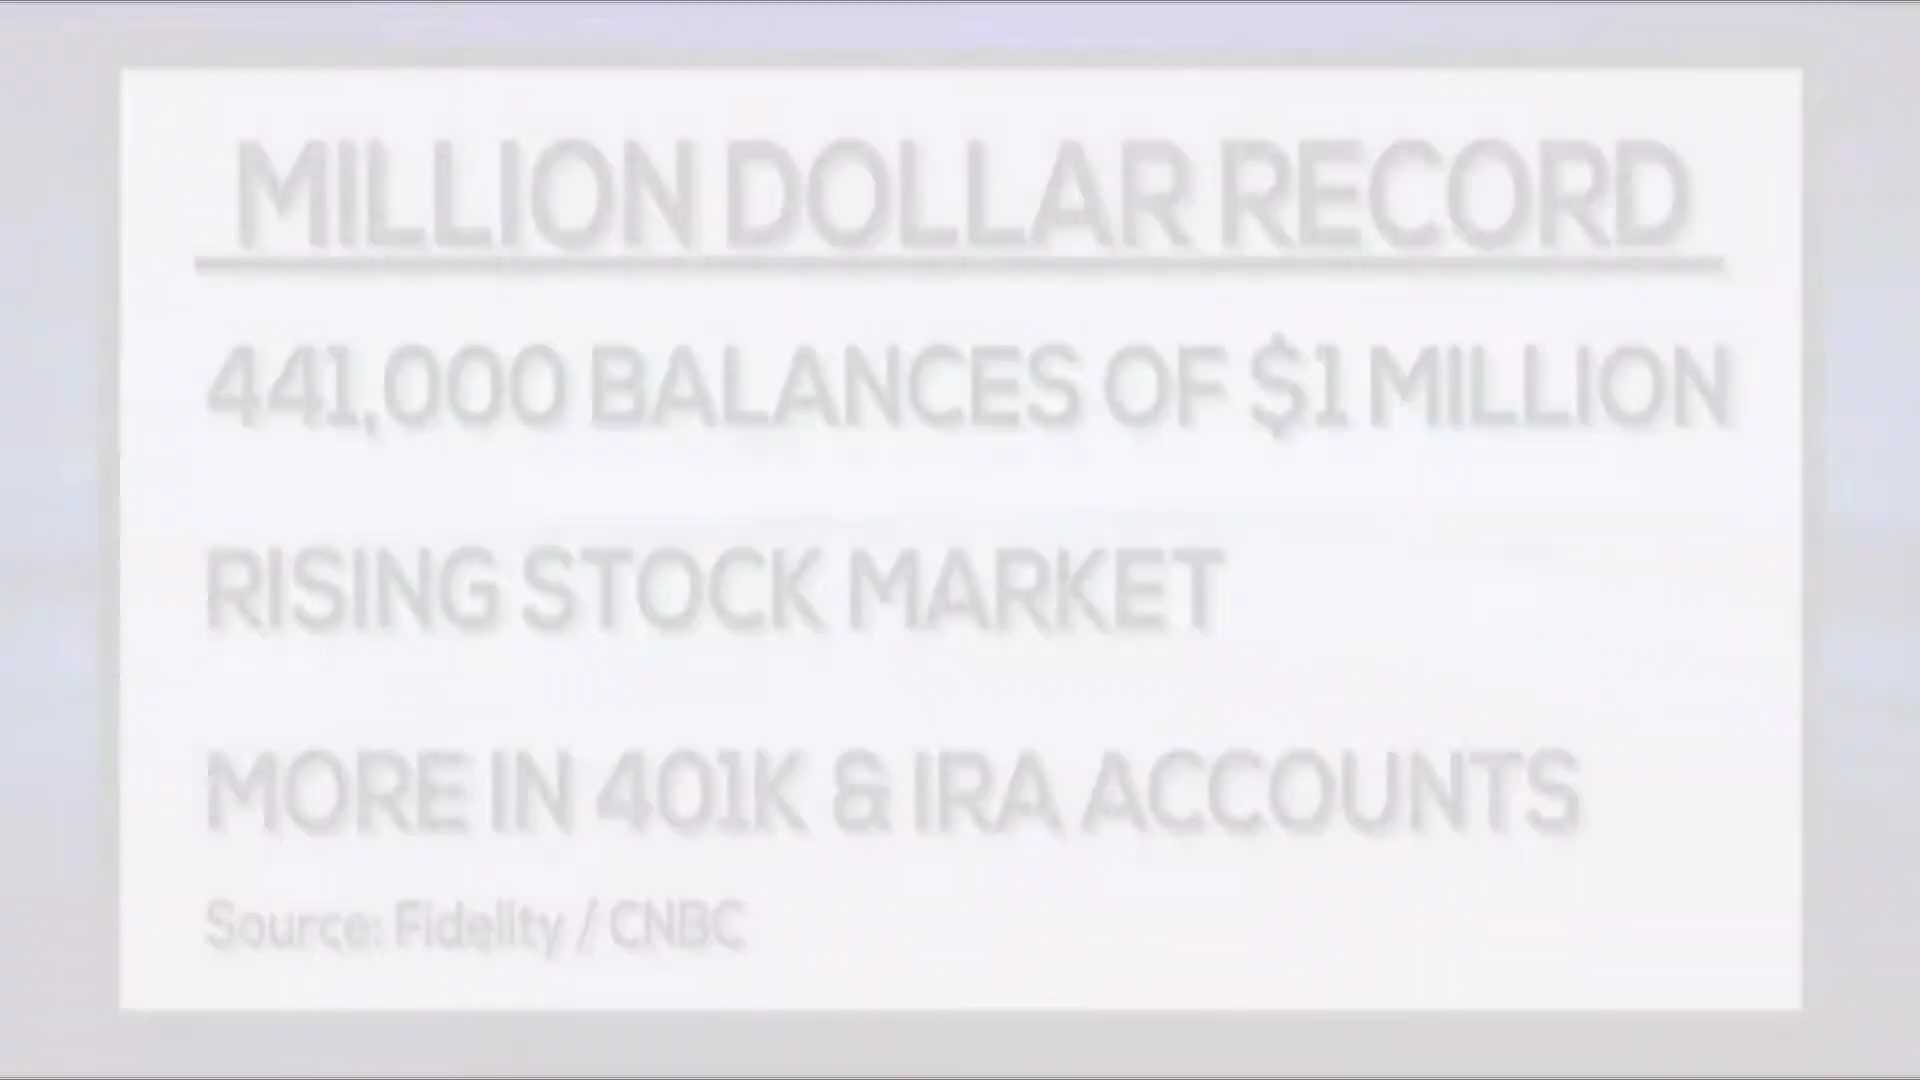 MILLION DOLLAR RECORD
441,000 BALANCES OF $1 MILLION
RISING STOCK MARKET
MORE IN 401K & IRA ACCOUNTS
Source: Fidelity / CNBC